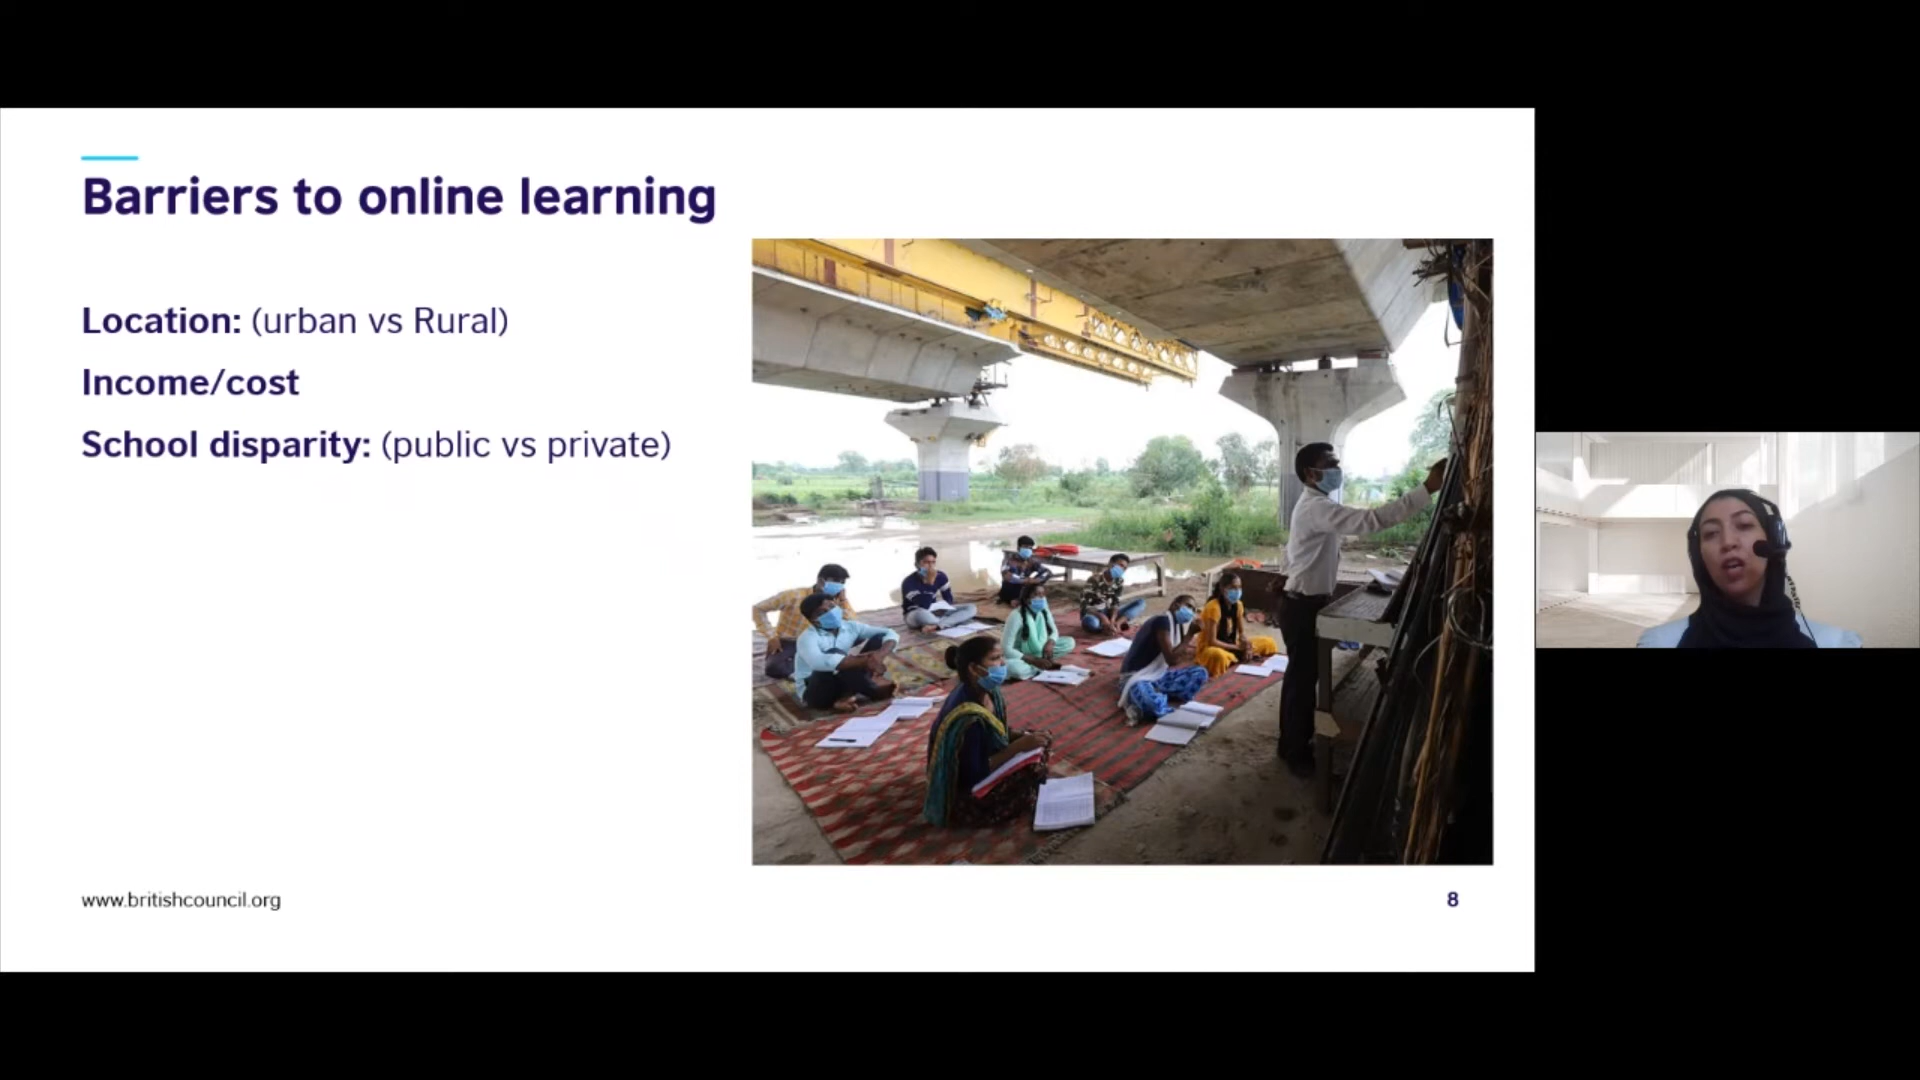 Barriers to online learning
Location: (urban vs Rural)
Income/cost
School disparity: (public vs private)
www.britishcouncil.org
8